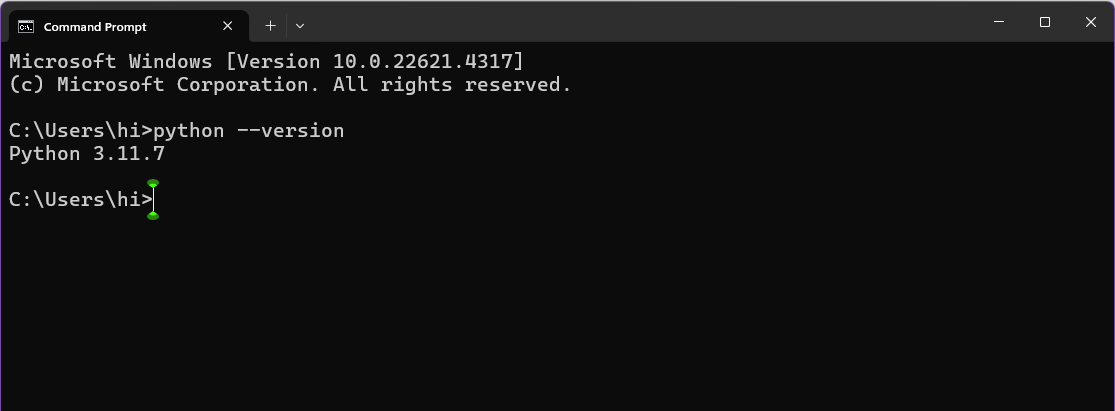 Command Prompt
Microsoft Windows [Version 10.0.22621.4317]
(c) Microsoft Corporation. All rights reserved.
C:\Users\hi>python --version
Python 3.11.7
C:\Users\hi>